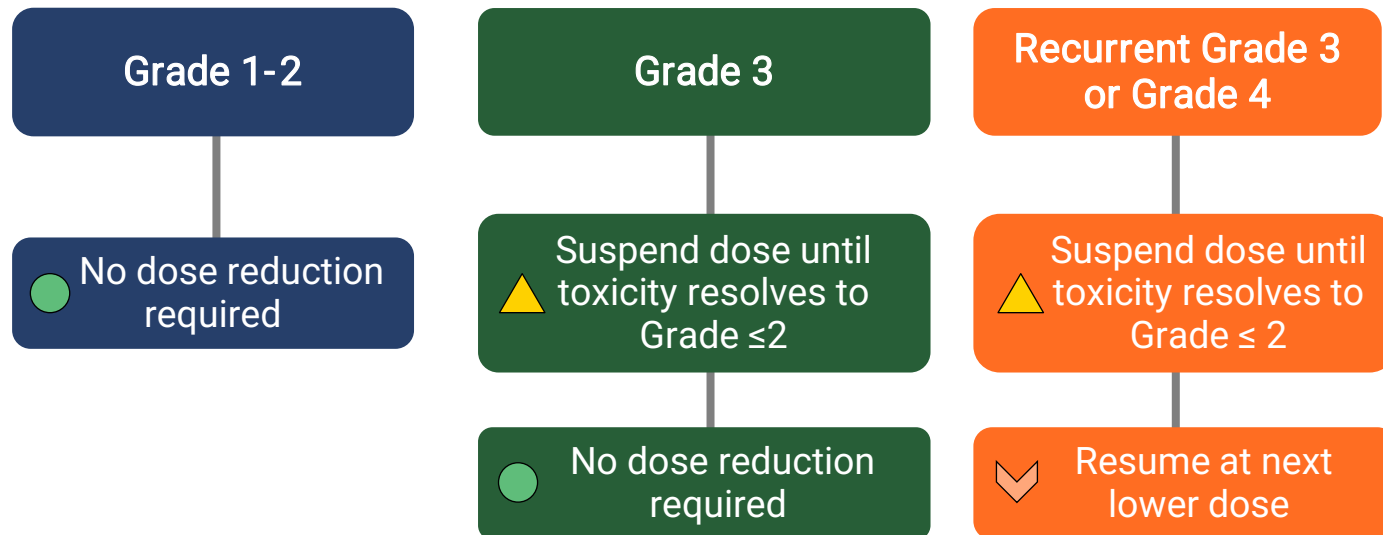 Grade 1-2
No dose reduction
required
Grade 3
Suspend dose until
toxicity resolves to
Grade ≤2
No dose reduction
required
Recurrent Grade 3
or Grade 4
Suspend dose until
toxicity resolves to
Grade ≤ 2
Resume at next
lower dose